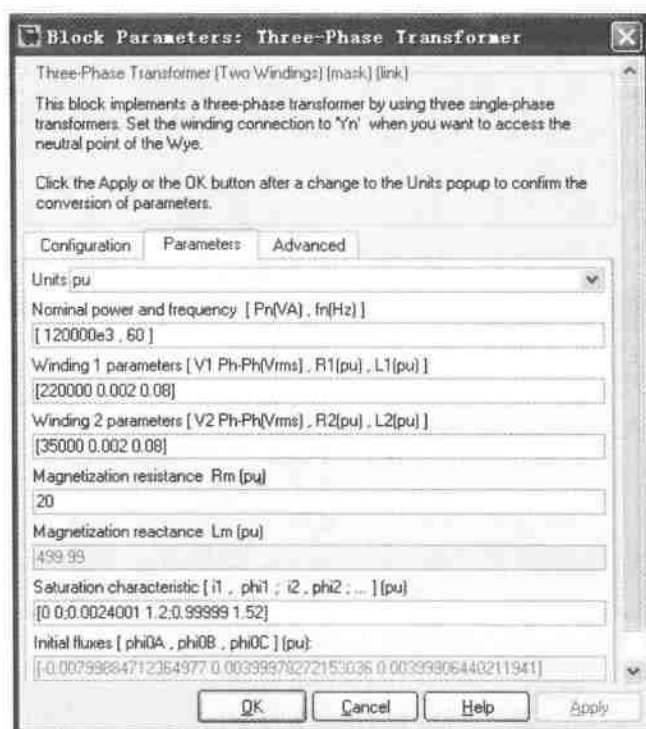 Block Parameters: Three-Phase Transformer
Three-Phase Transformer (Two Windings) (mask) (link)
This block implements a three-phase transformer by using three single-phase
transformers. Set the winding connection to 'Yn' when you want to access the
neutral point of the Wye.
Click the Apply or the OK button after a change to the Units popup to confirm the
conversion of parameters.
Configuration Parameters Advanced
Units pu
Nominal power and frequency [ Pn(VA) , fn(Hz) ]
[ 120000e3 , 60 ]
Winding 1 parameters [ V1 Ph-Ph(Vrms) , R1(pu) , L1(pu) ]
[220000 0.002 0.08]
Winding 2 parameters [ V2 Ph-Ph(Vrms) , R2(pu) , L2(pu) ]
[35000 0.002 0.08]
Magnetization resistance Rm (pu)
20
Magnetization reactance Lm (pu)
499.99
Saturation characteristic [ i1 , phi1 ; i2 , phi2 ; ... ] (pu)
[0 0;0.0024001 1.2;0.99999 1.52]
Initial fluxes [ phi0A , phi0B , phi0C ] (pu):
OK Cancel Help Apply